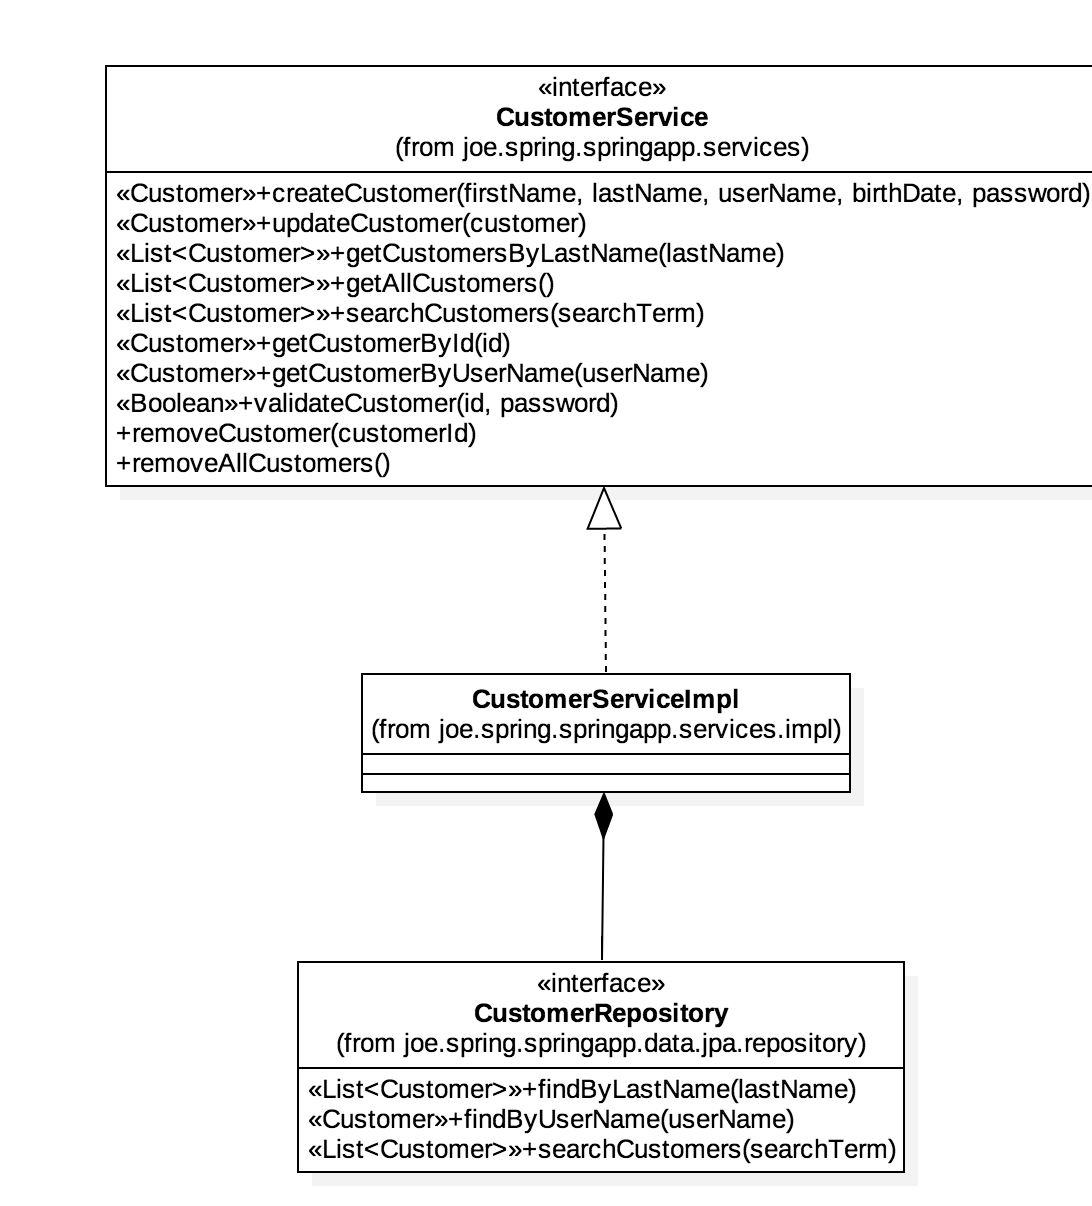 «interface»
CustomerService
(from joe.spring.springapp.services)
«Customer»+createCustomer(firstName, lastName, userName, birthDate, password)
«Customer»+updateCustomer(customer)
«List<Customer>»+getCustomersByLastName(lastName)
«List<Customer>»+getAllCustomers()
«List<Customer>»+searchCustomers(searchTerm)
«Customer»+getCustomerById(id)
«Customer»+getCustomerByUserName(userName)
«Boolean»+validateCustomer(id, password)
+removeCustomer(customerId)
+removeAllCustomers()
CustomerServiceImpl
(from joe.spring.springapp.services.impl)
«interface»
CustomerRepository
(from joe.spring.springapp.data.jpa.repository)
«List<Customer>»+findByLastName(lastName)
«Customer»+findByUserName(userName)
«List<Customer>»+searchCustomers(searchTerm)